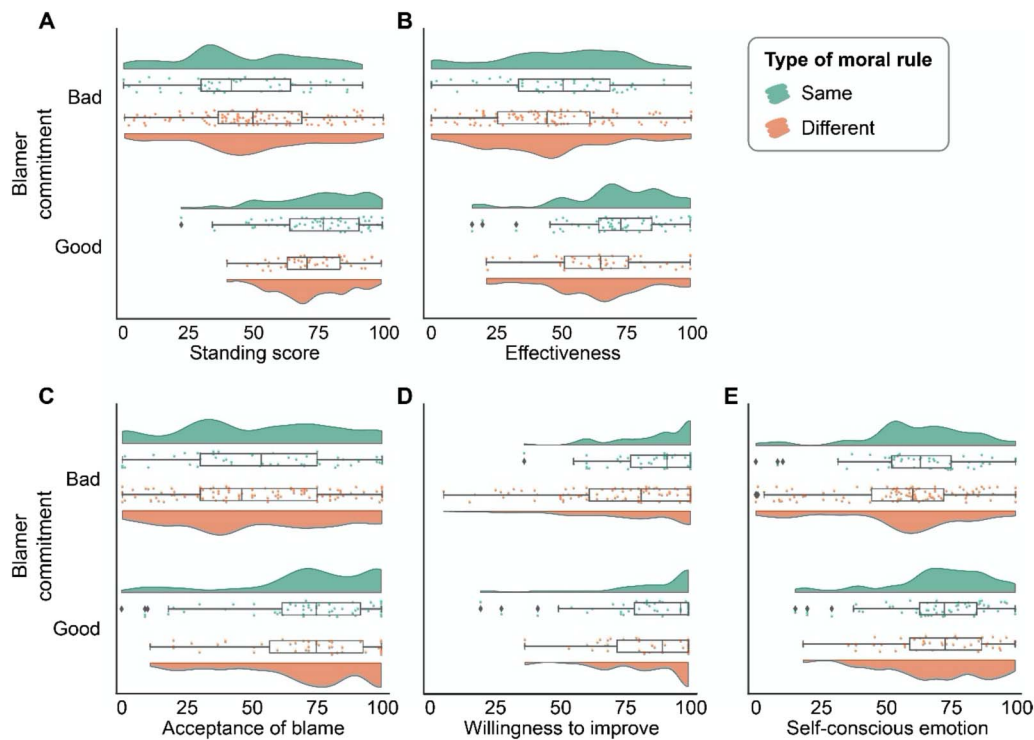 A
B
Type of moral rule
Same
Different
Blamer
commitment
Bad
Good
0 25 50 75 100
Standing score
0 25 50 75 100
Effectiveness
C
D
E
Blamer
commitment
Bad
Good
0 25 50 75 100
Acceptance of blame
0 25 50 75 100
Willingness to improve
0 25 50 75 100
Self-conscious emotion